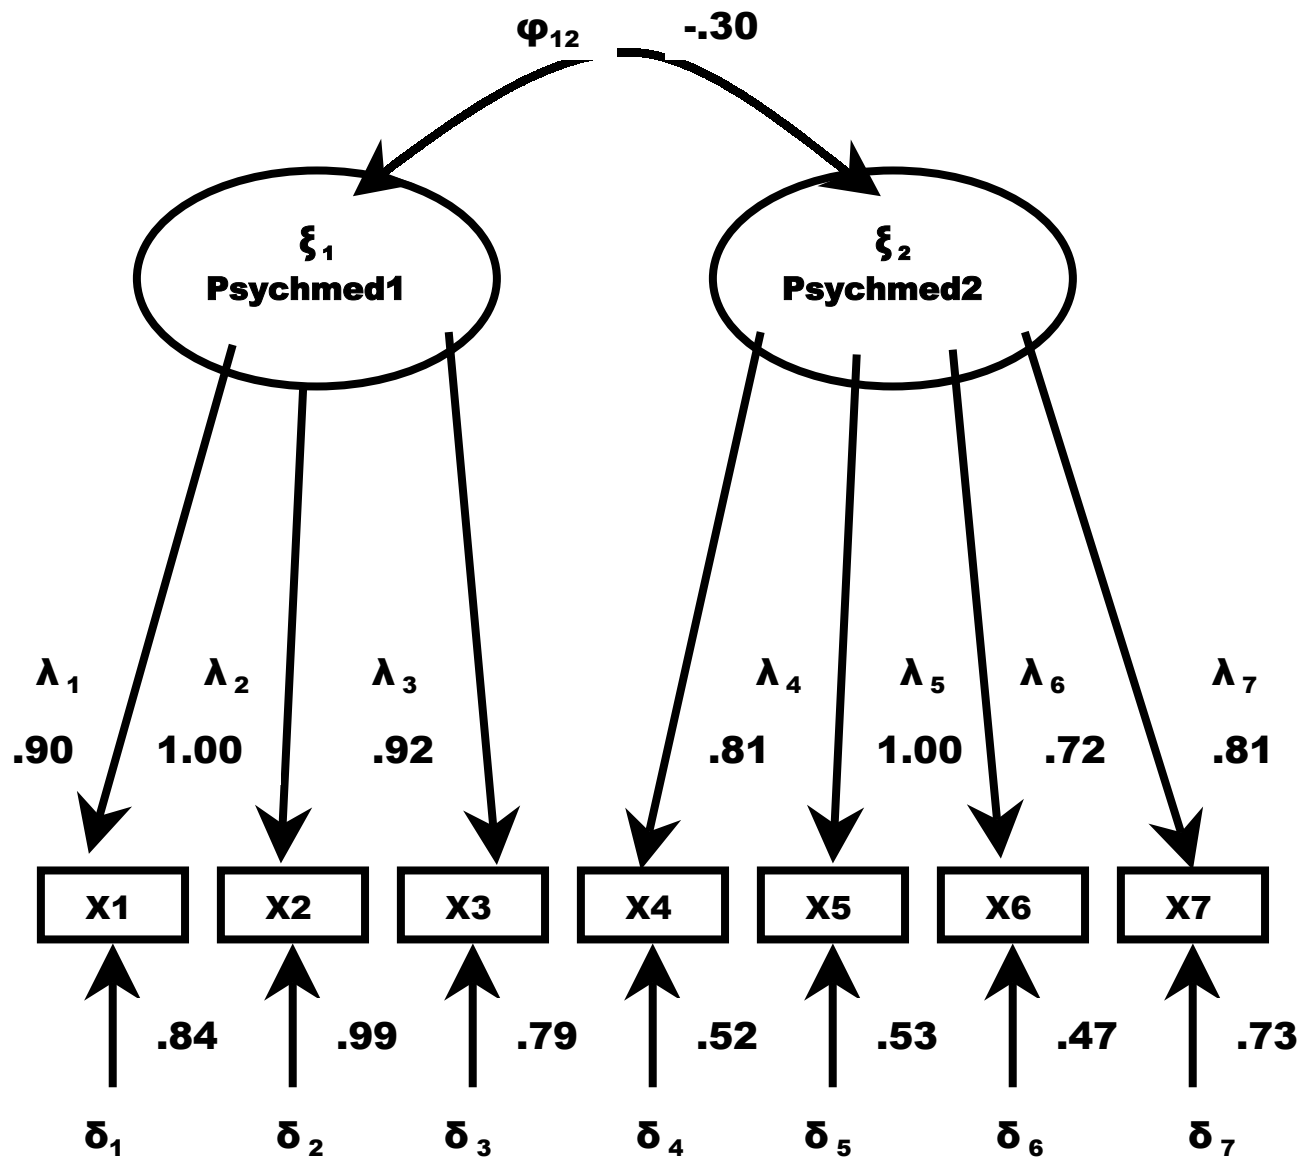 φ12 -.30
ξ1 ξ2
Psychmed1 Psychmed2
λ1 λ2 λ3 λ4 λ5 λ6 λ7
.90 1.00 .92 .81 1.00 .72 .81
X1 X2 X3 X4 X5 X6 X7
.84 .99 .79 .52 .53 .47 .73
δ1 δ2 δ3 δ4 δ5 δ6 δ7